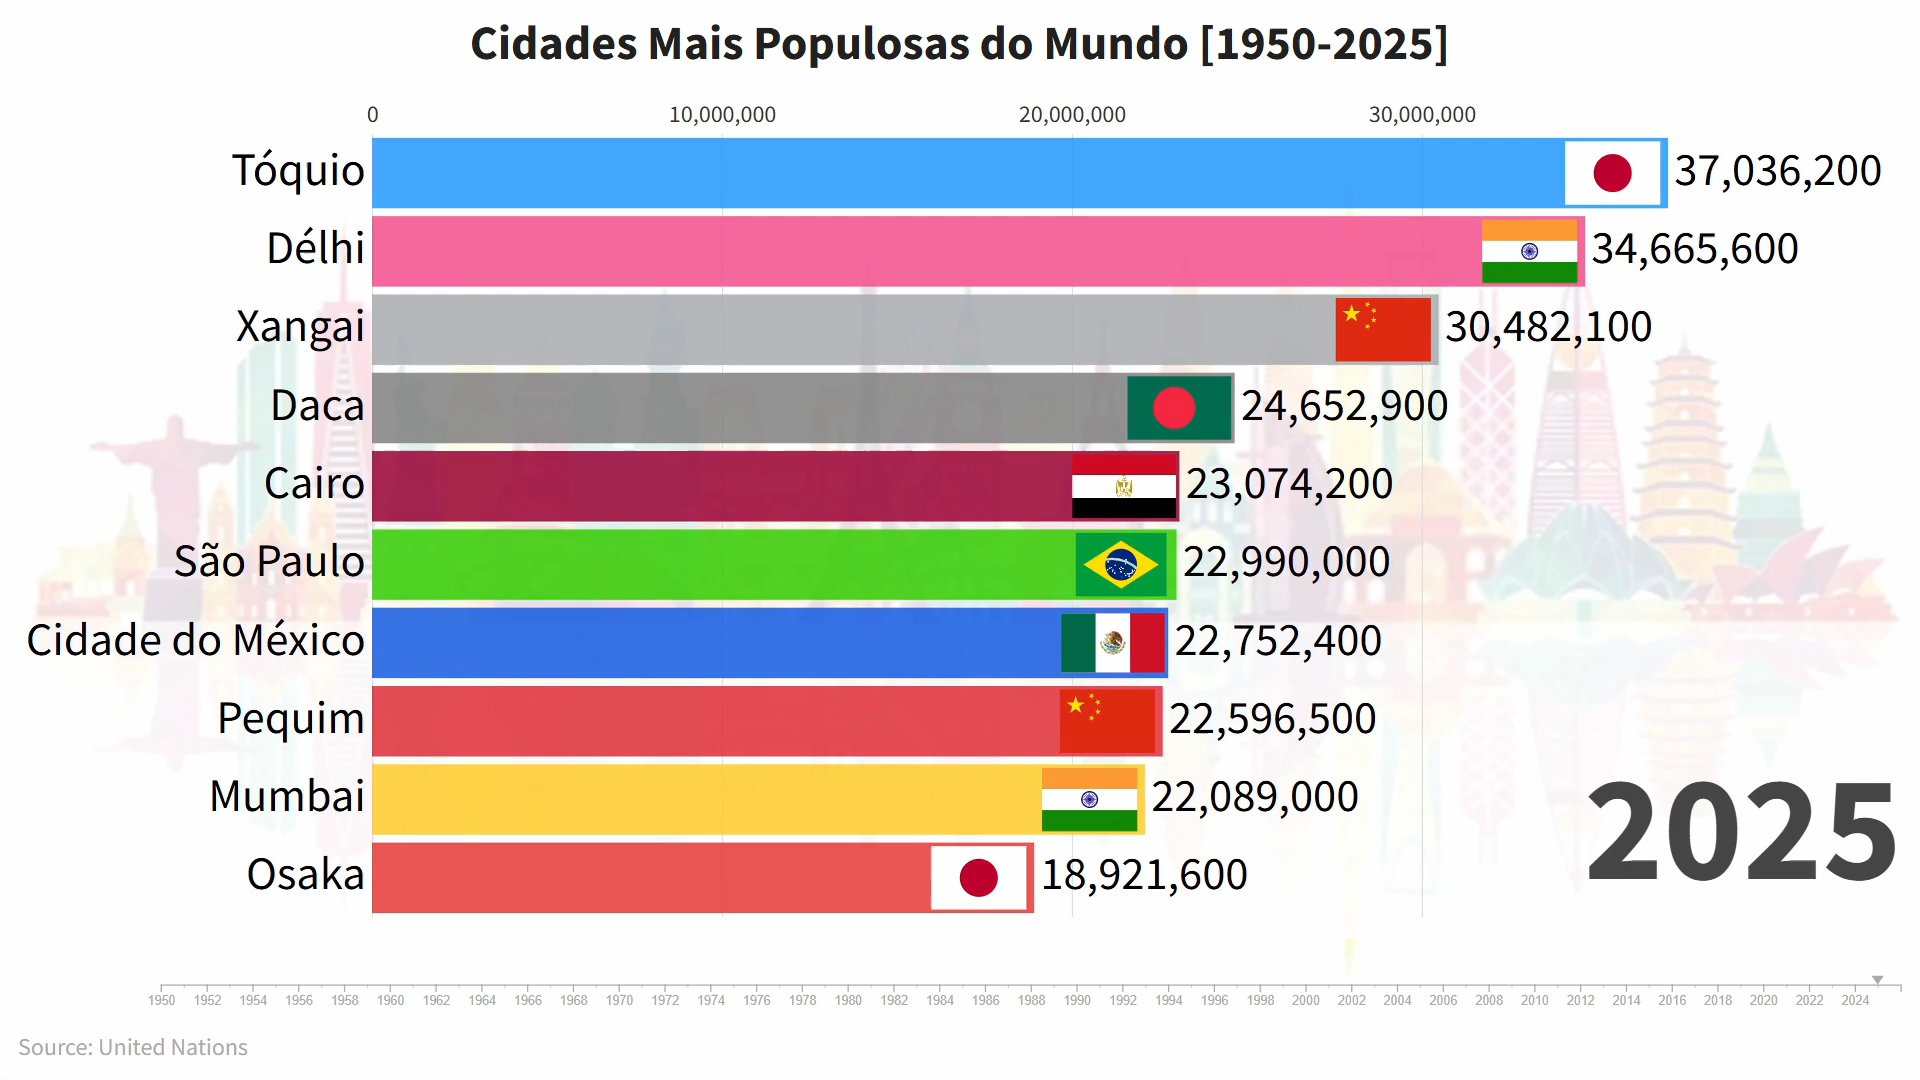 Cidades Mais Populosas do Mundo [1950-2025]
0 10,000,000 20,000,000 30,000,000
Tóquio 37,036,200
Délhi 34,665,600
Xangai 30,482,100
Daca 24,652,900
Cairo 23,074,200
São Paulo 22,990,000
Cidade do México 22,752,400
Pequim 22,596,500
Mumbai 22,089,000
Osaka 18,921,600
2025
1950 1952 1954 1956 1958 1960 1962 1964 1966 1968 1970 1972 1974 1976 1978 1980 1982 1984 1986 1988 1990 1992 1994 1996 1998 2000 2002 2004 2006 2008 2010 2012 2014 2016 2018 2020 2022 2024
Source: United Nations